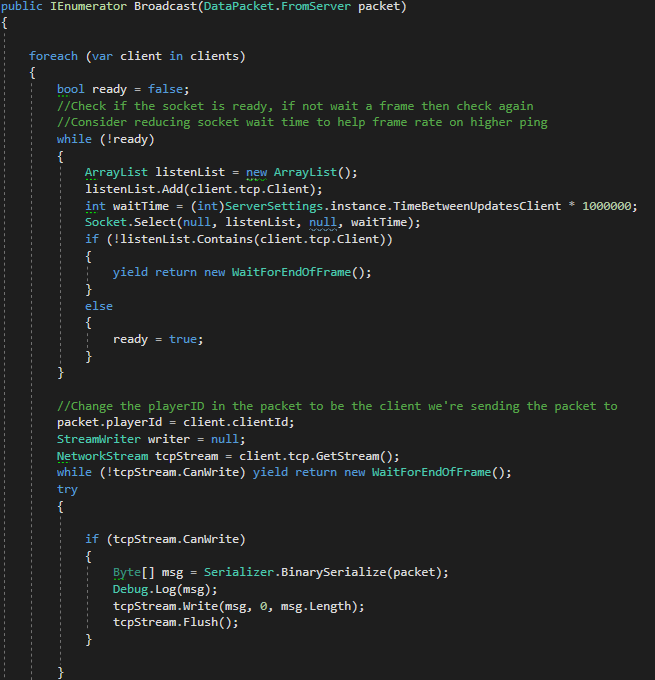 public IEnumerator Broadcast(DataPacket.FromServer packet)
{
foreach (var client in clients)
{
bool ready = false;
//Check if the socket is ready, if not wait a frame then check again
//Consider reducing socket wait time to help frame rate on higher ping
while (!ready)
{
ArrayList listenList = new ArrayList();
listenList.Add(client.tcp.Client);
int waitTime = (int)ServerSettings.instance.TimeBetweenUpdatesClient * 1000000;
Socket.Select(null, listenList, null, waitTime);
if (!listenList.Contains(client.tcp.Client))
{
yield return new WaitForEndOfFrame();
}
else
{
ready = true;
}
}
//Change the playerID in the packet to be the client we're sending the packet to
packet.playerId = client.clientId;
StreamWriter writer = null;
NetworkStream tcpStream = client.tcp.GetStream();
while (!tcpStream.CanWrite) yield return new WaitForEndOfFrame();
try
{
if (tcpStream.CanWrite)
{
Byte[] msg = Serializer.BinarySerialize(packet);
Debug.Log(msg);
tcpStream.Write(msg, 0, msg.Length);
tcpStream.Flush();
}
}